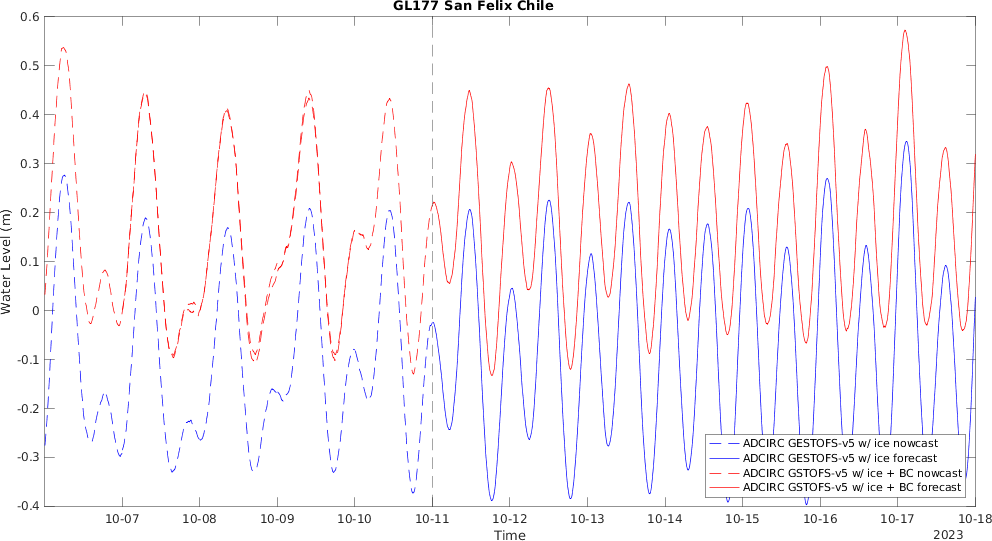 GL177 San Felix Chile
0.6
0.5
0.4
0.3
0.2
0.1
0
-0.1
-0.2
-0.3
-0.4
Water Level (m)
ADCIRC GESTOFS-v5 w/ ice nowcast
ADCIRC GESTOFS-v5 w/ ice forecast
ADCIRC GSTOFS-v5 w/ ice + BC nowcast
ADCIRC GSTOFS-v5 w/ ice + BC forecast
10-07 10-08 10-09 10-10 10-11 10-12 10-13 10-14 10-15 10-16 10-17 10-18
Time
2023